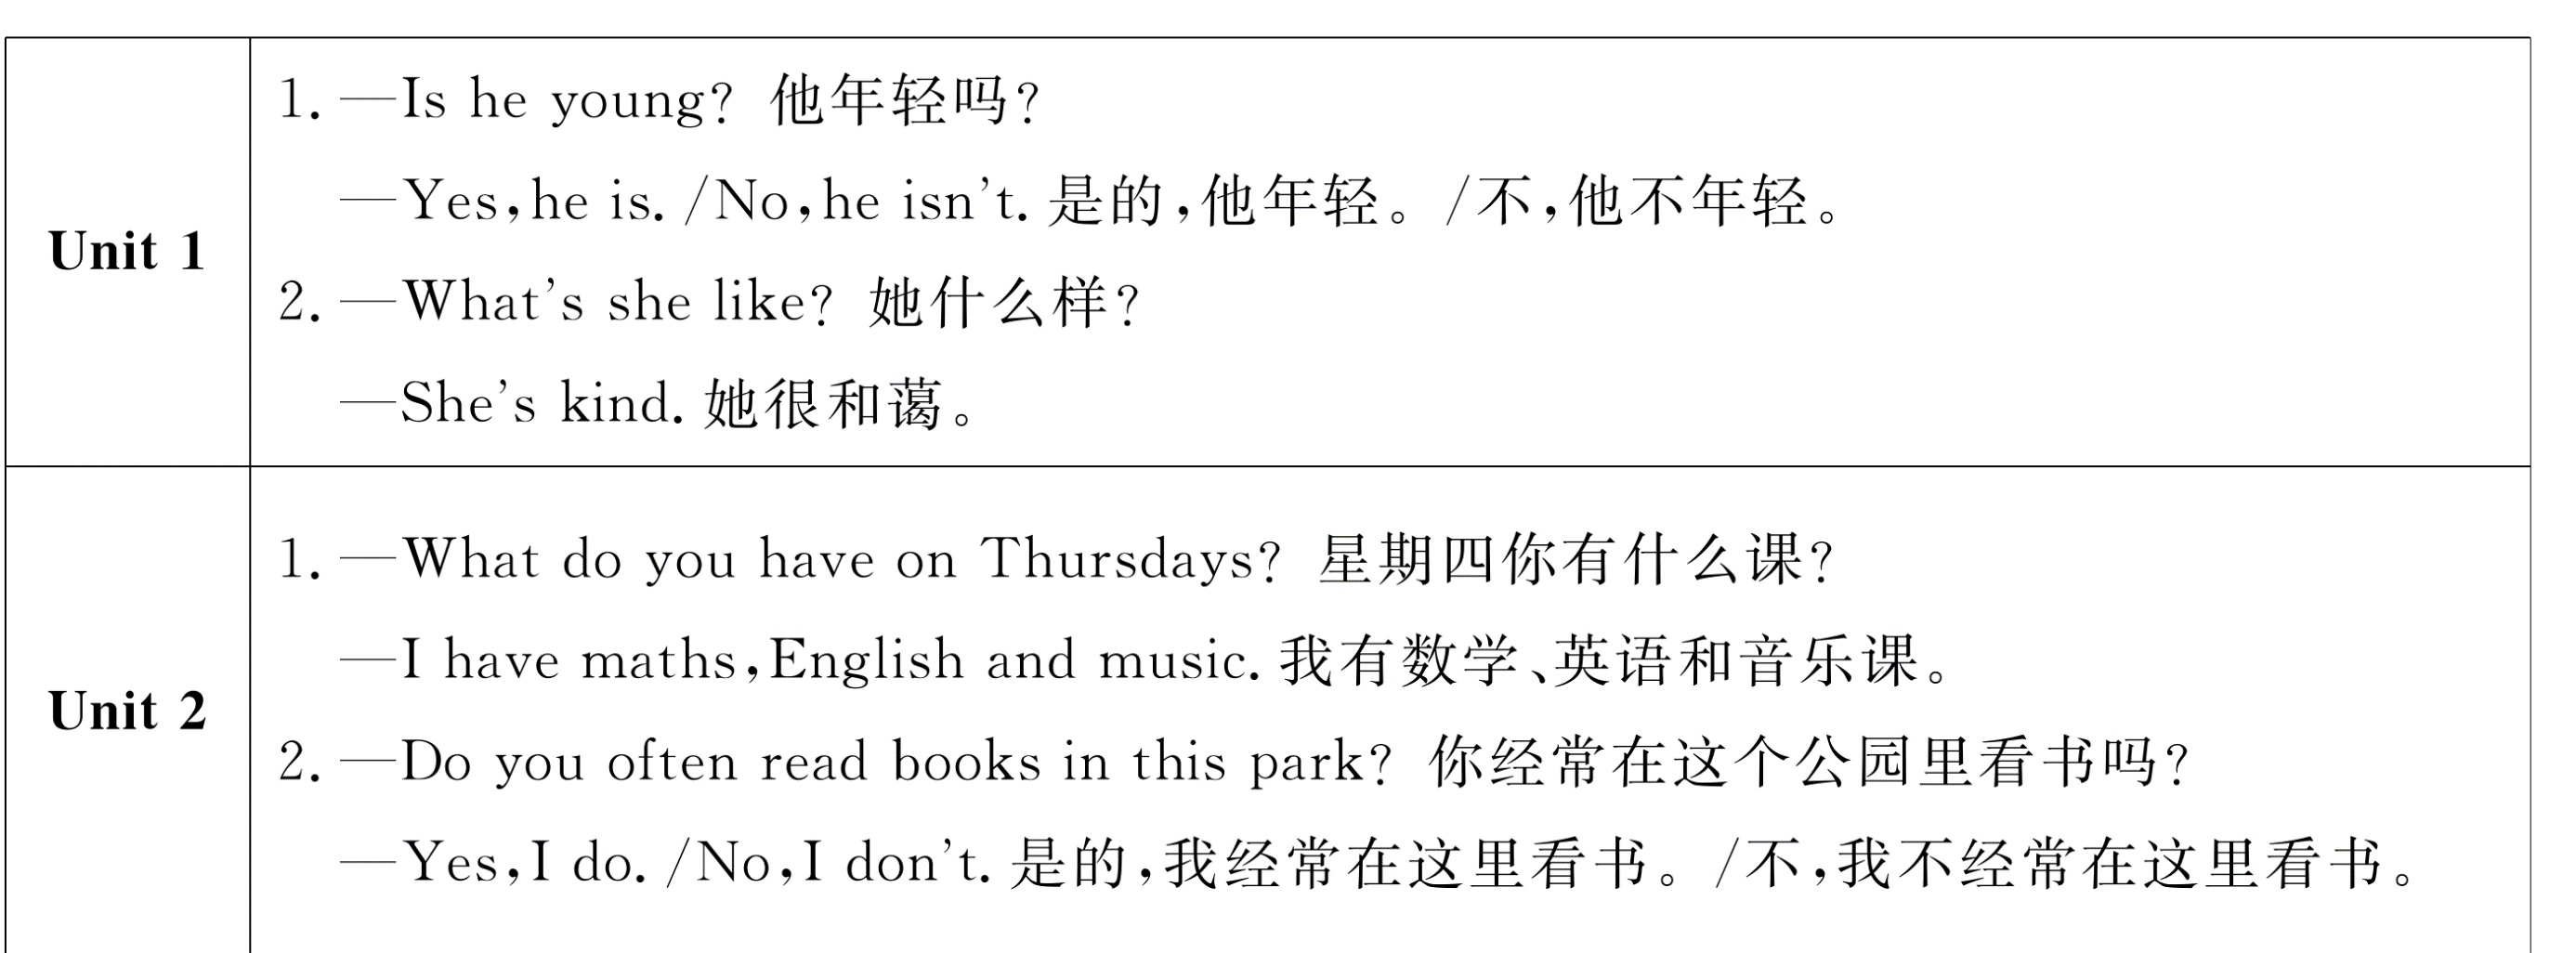 Unit 1
1. —Is he young? 他年轻吗?
—Yes,he is. /No,he isn't. 是的,他年轻。/不,他不年轻。
2. —What's she like? 她什么样?
—She's kind. 她很和蔼。
Unit 2
1. —What do you have on Thursdays? 星期四你有什么课?
—I have maths,English and music. 我有数学、英语和音乐课。
2. —Do you often read books in this park? 你经常在这个公园里看书吗?
—Yes,I do. /No,I don't. 是的,我经常在这里看书。/不,我不经常在这里看书。